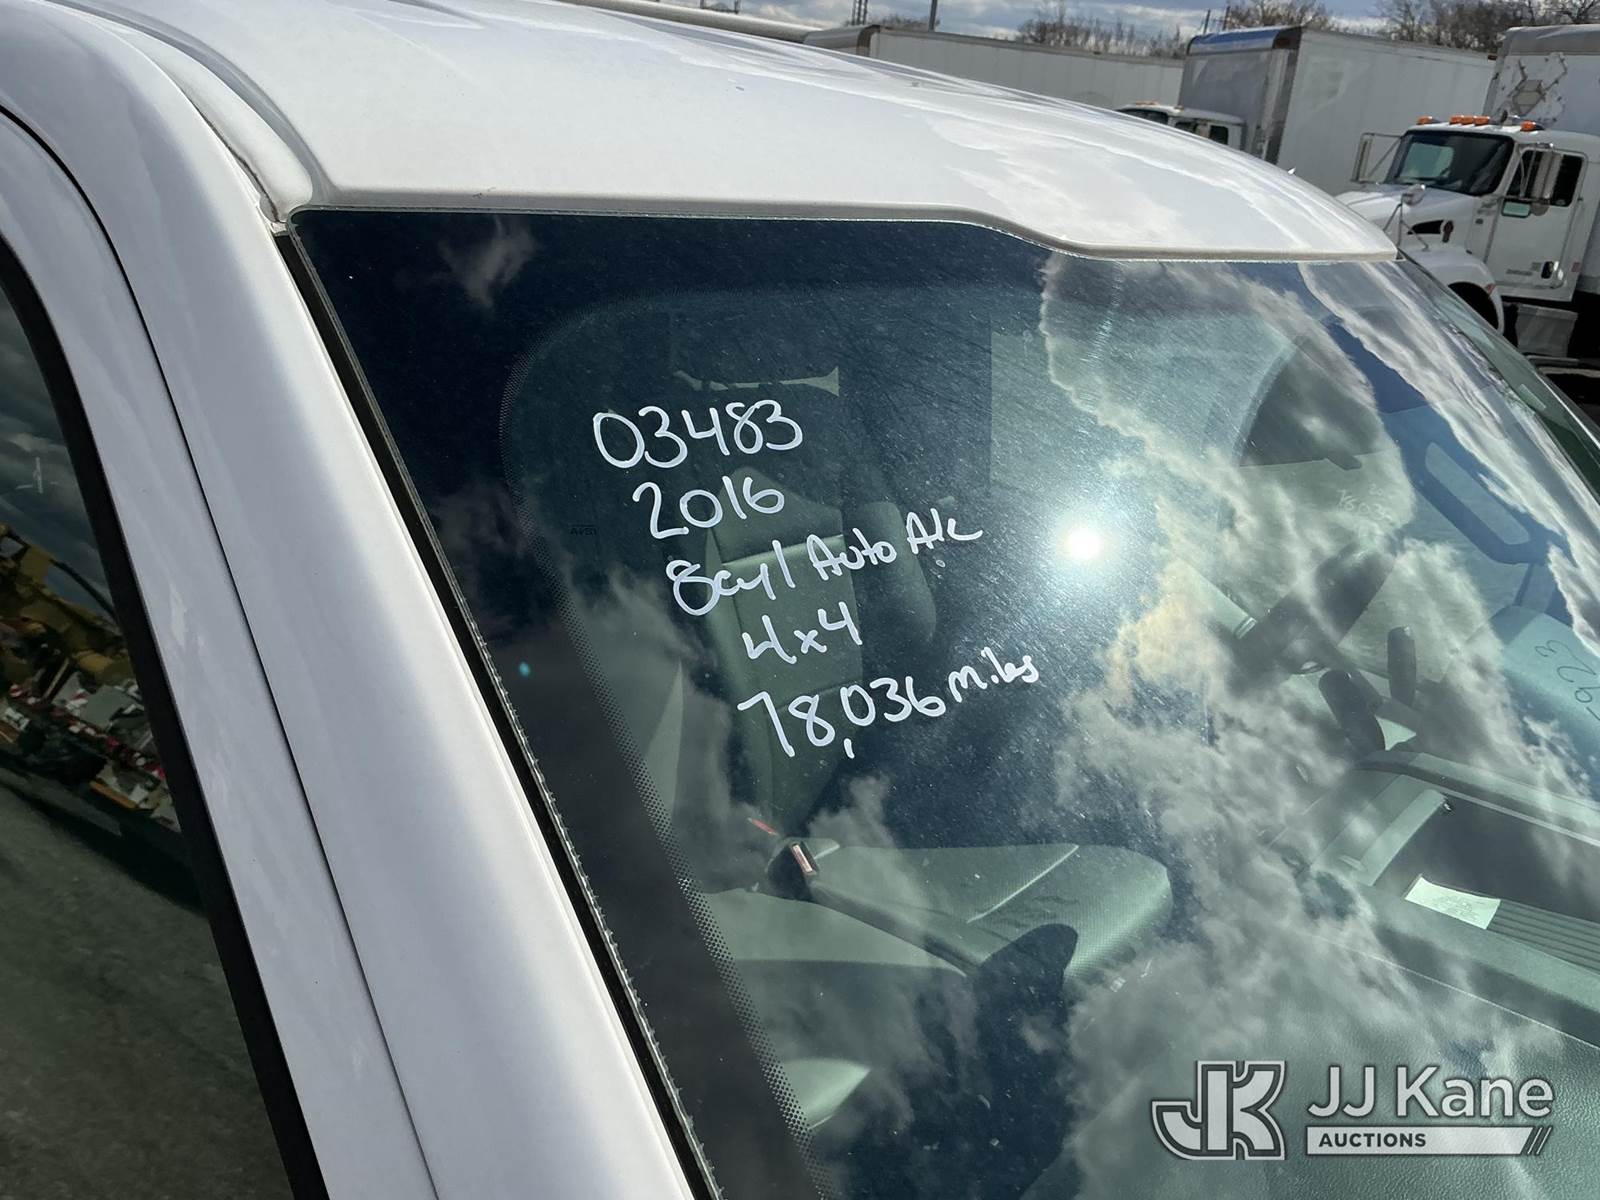 03483
2016
8cyl Auto A/c
4x4
78,036 miles
JJ Kane
AUCTIONS